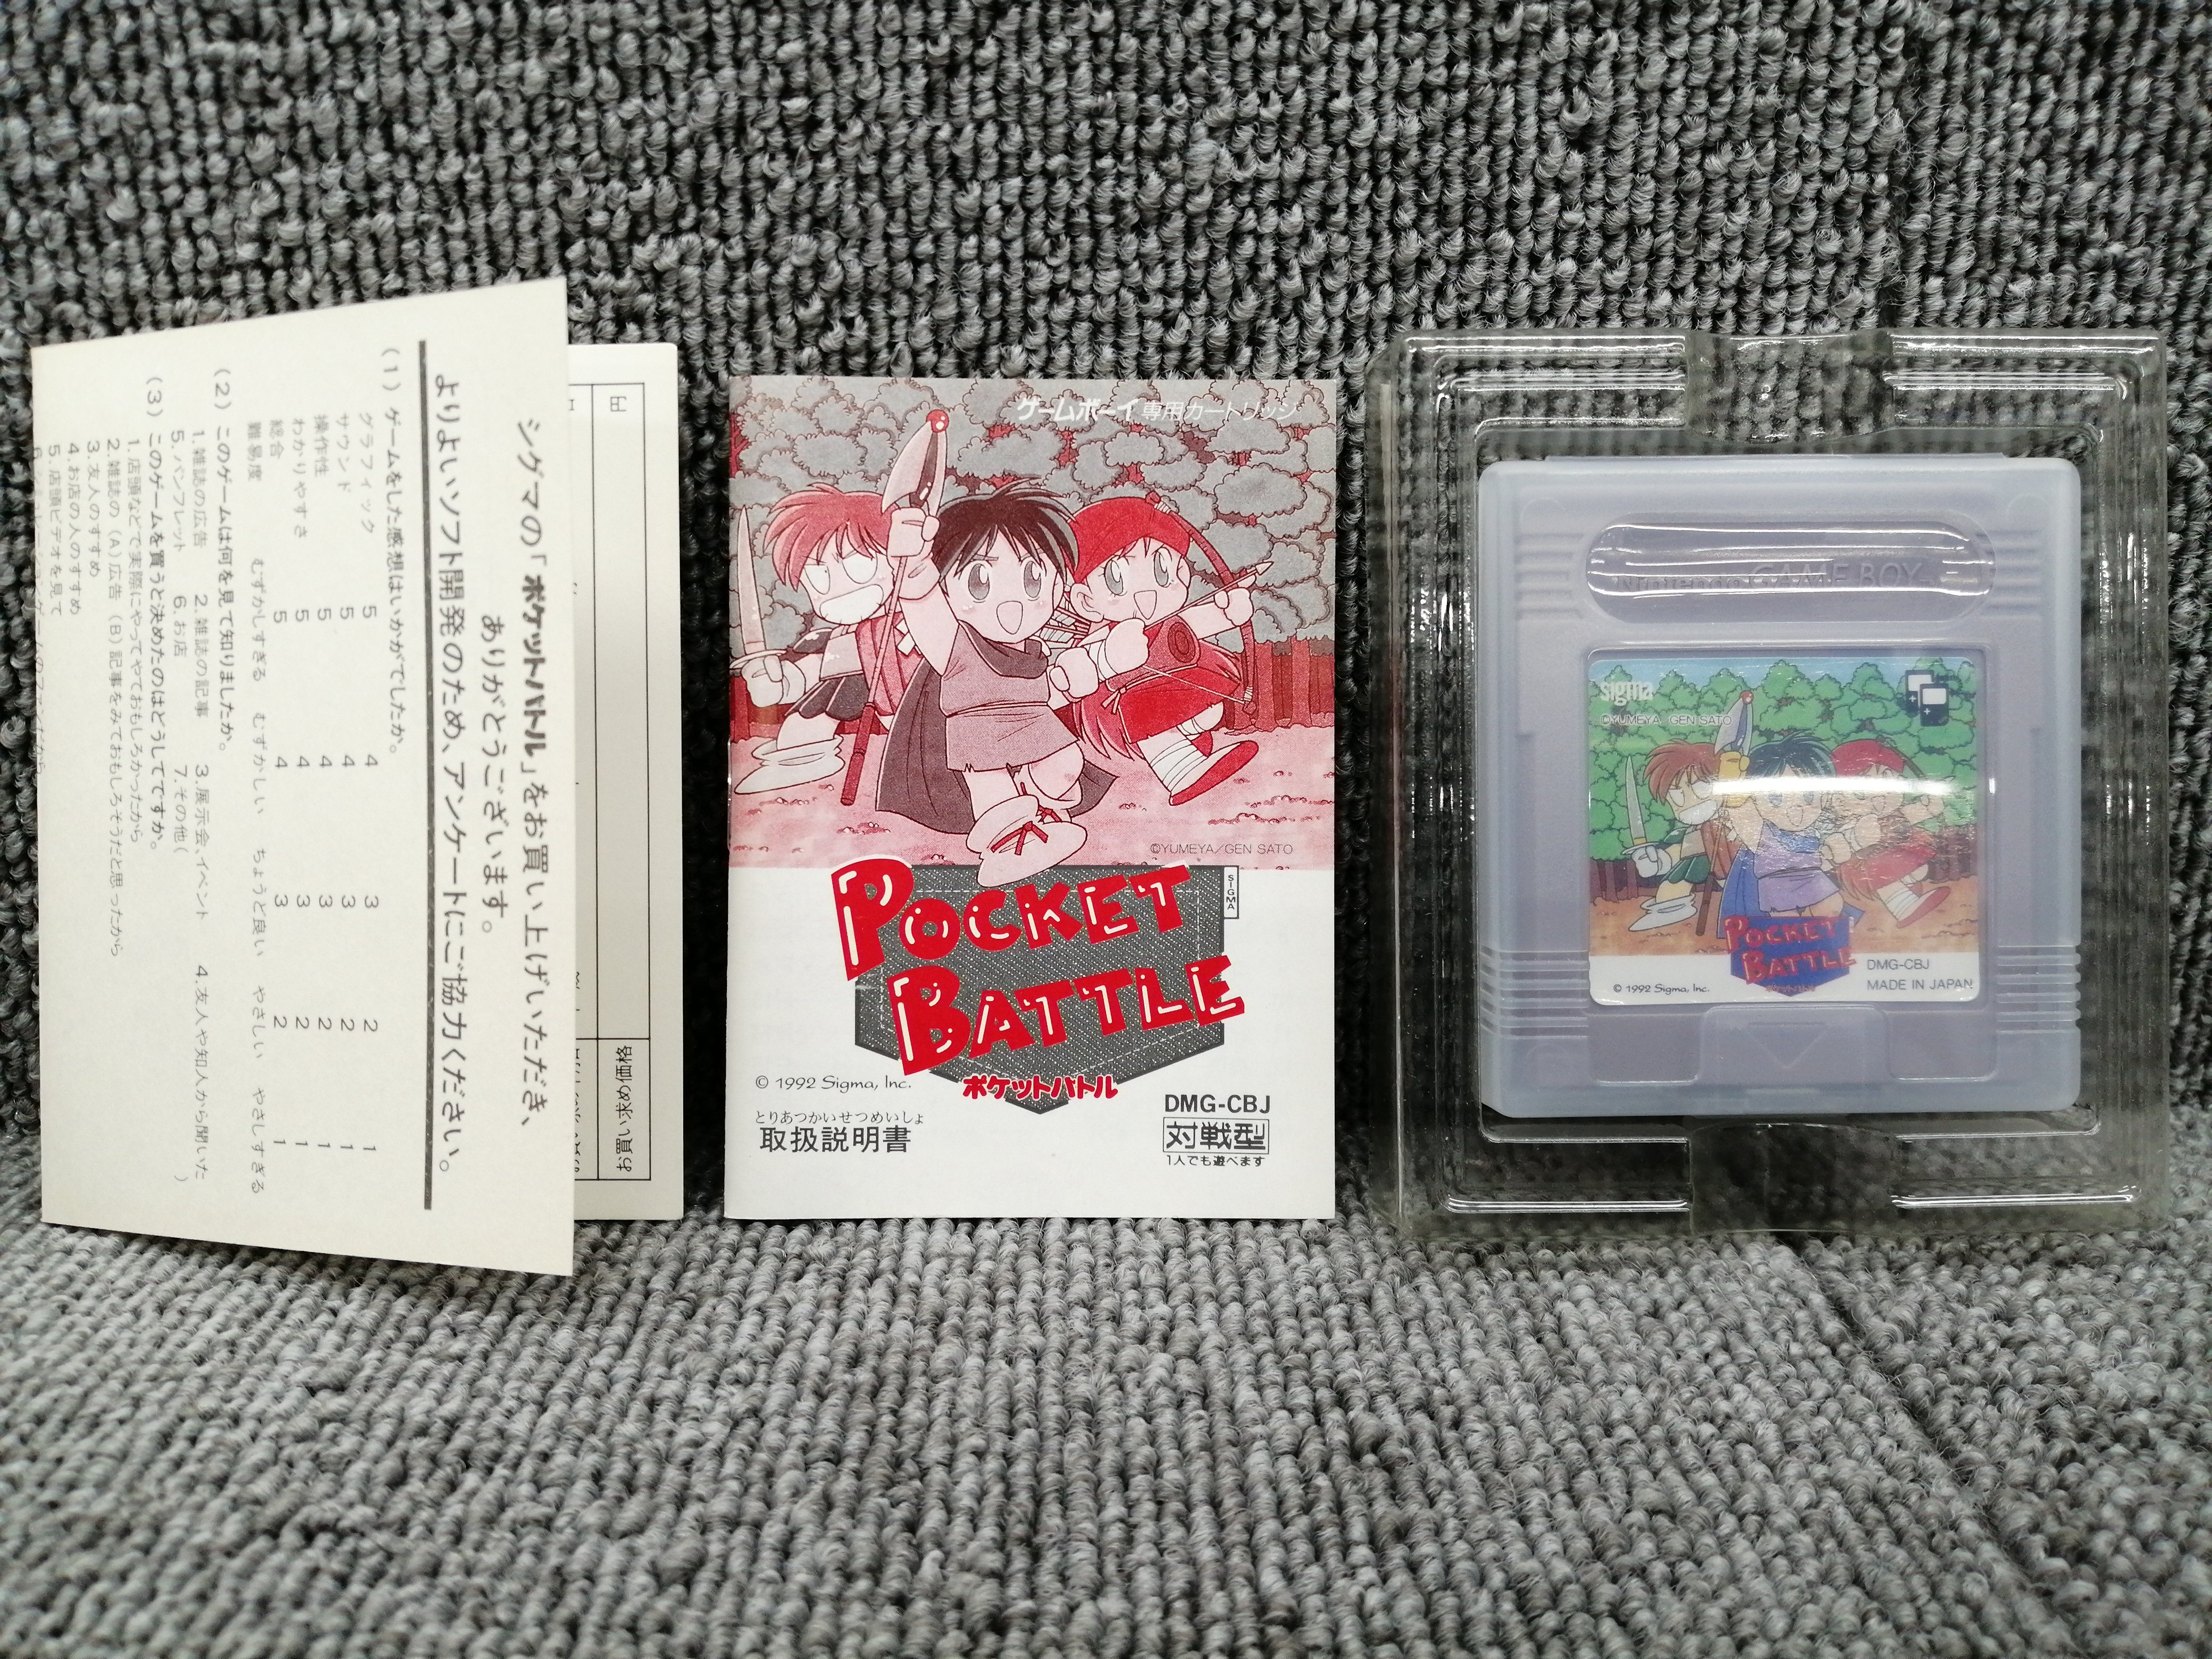 シグマの「ポケットバトル」をお買い上げいただき、
ありがとうございます。
よりよいソフト開発のため、アンケートにご協力ください。
(1) ゲームをした感想はいかがでしたか。
グラフィック 5 4 3 2 1
サウンド 5 4 3 2 1
操作性 5 4 3 2 1
わかりやすさ 5 4 3 2 1
総合 5 4 3 2 1
難易度 むずかしすぎる むずかしい ちょうど良い やさしい やさしすぎる
(2) このゲームは何を見て知りましたか。
1. 雑誌の広告 2. 雑誌の記事 3. 展示会、イベント 4. 友人や知人から聞いた
5. パンフレット 6. お店 7. その他 ( )
(3) このゲームを買うと決めたのはどうしてですか。
1. 店頭などで実際にやってておもしろかったから
2. 雑誌の (A) 広告 (B) 記事をみておもしろそうだと思ったから
3. 友人のすすめ
4. お店の人のすすめ
5. 店頭ビデオを見て
円
お買い求め価格
ゲームボーイ専用カートリッジ
©YUMEYA/GEN SATO
SIGMA
POCKET
BATTLE
ポケットバトル
© 1992 Sigma, Inc.
とりあつかいせつめいしょ
取扱説明書
DMG-CBJ
対戦型
1人でも遊べます
Nintendo GAME BOY
sigma
©YUMEYA/GEN SATO
POCKET
BATTLE
© 1992 Sigma, Inc.
DMG-CBJ
MADE IN JAPAN